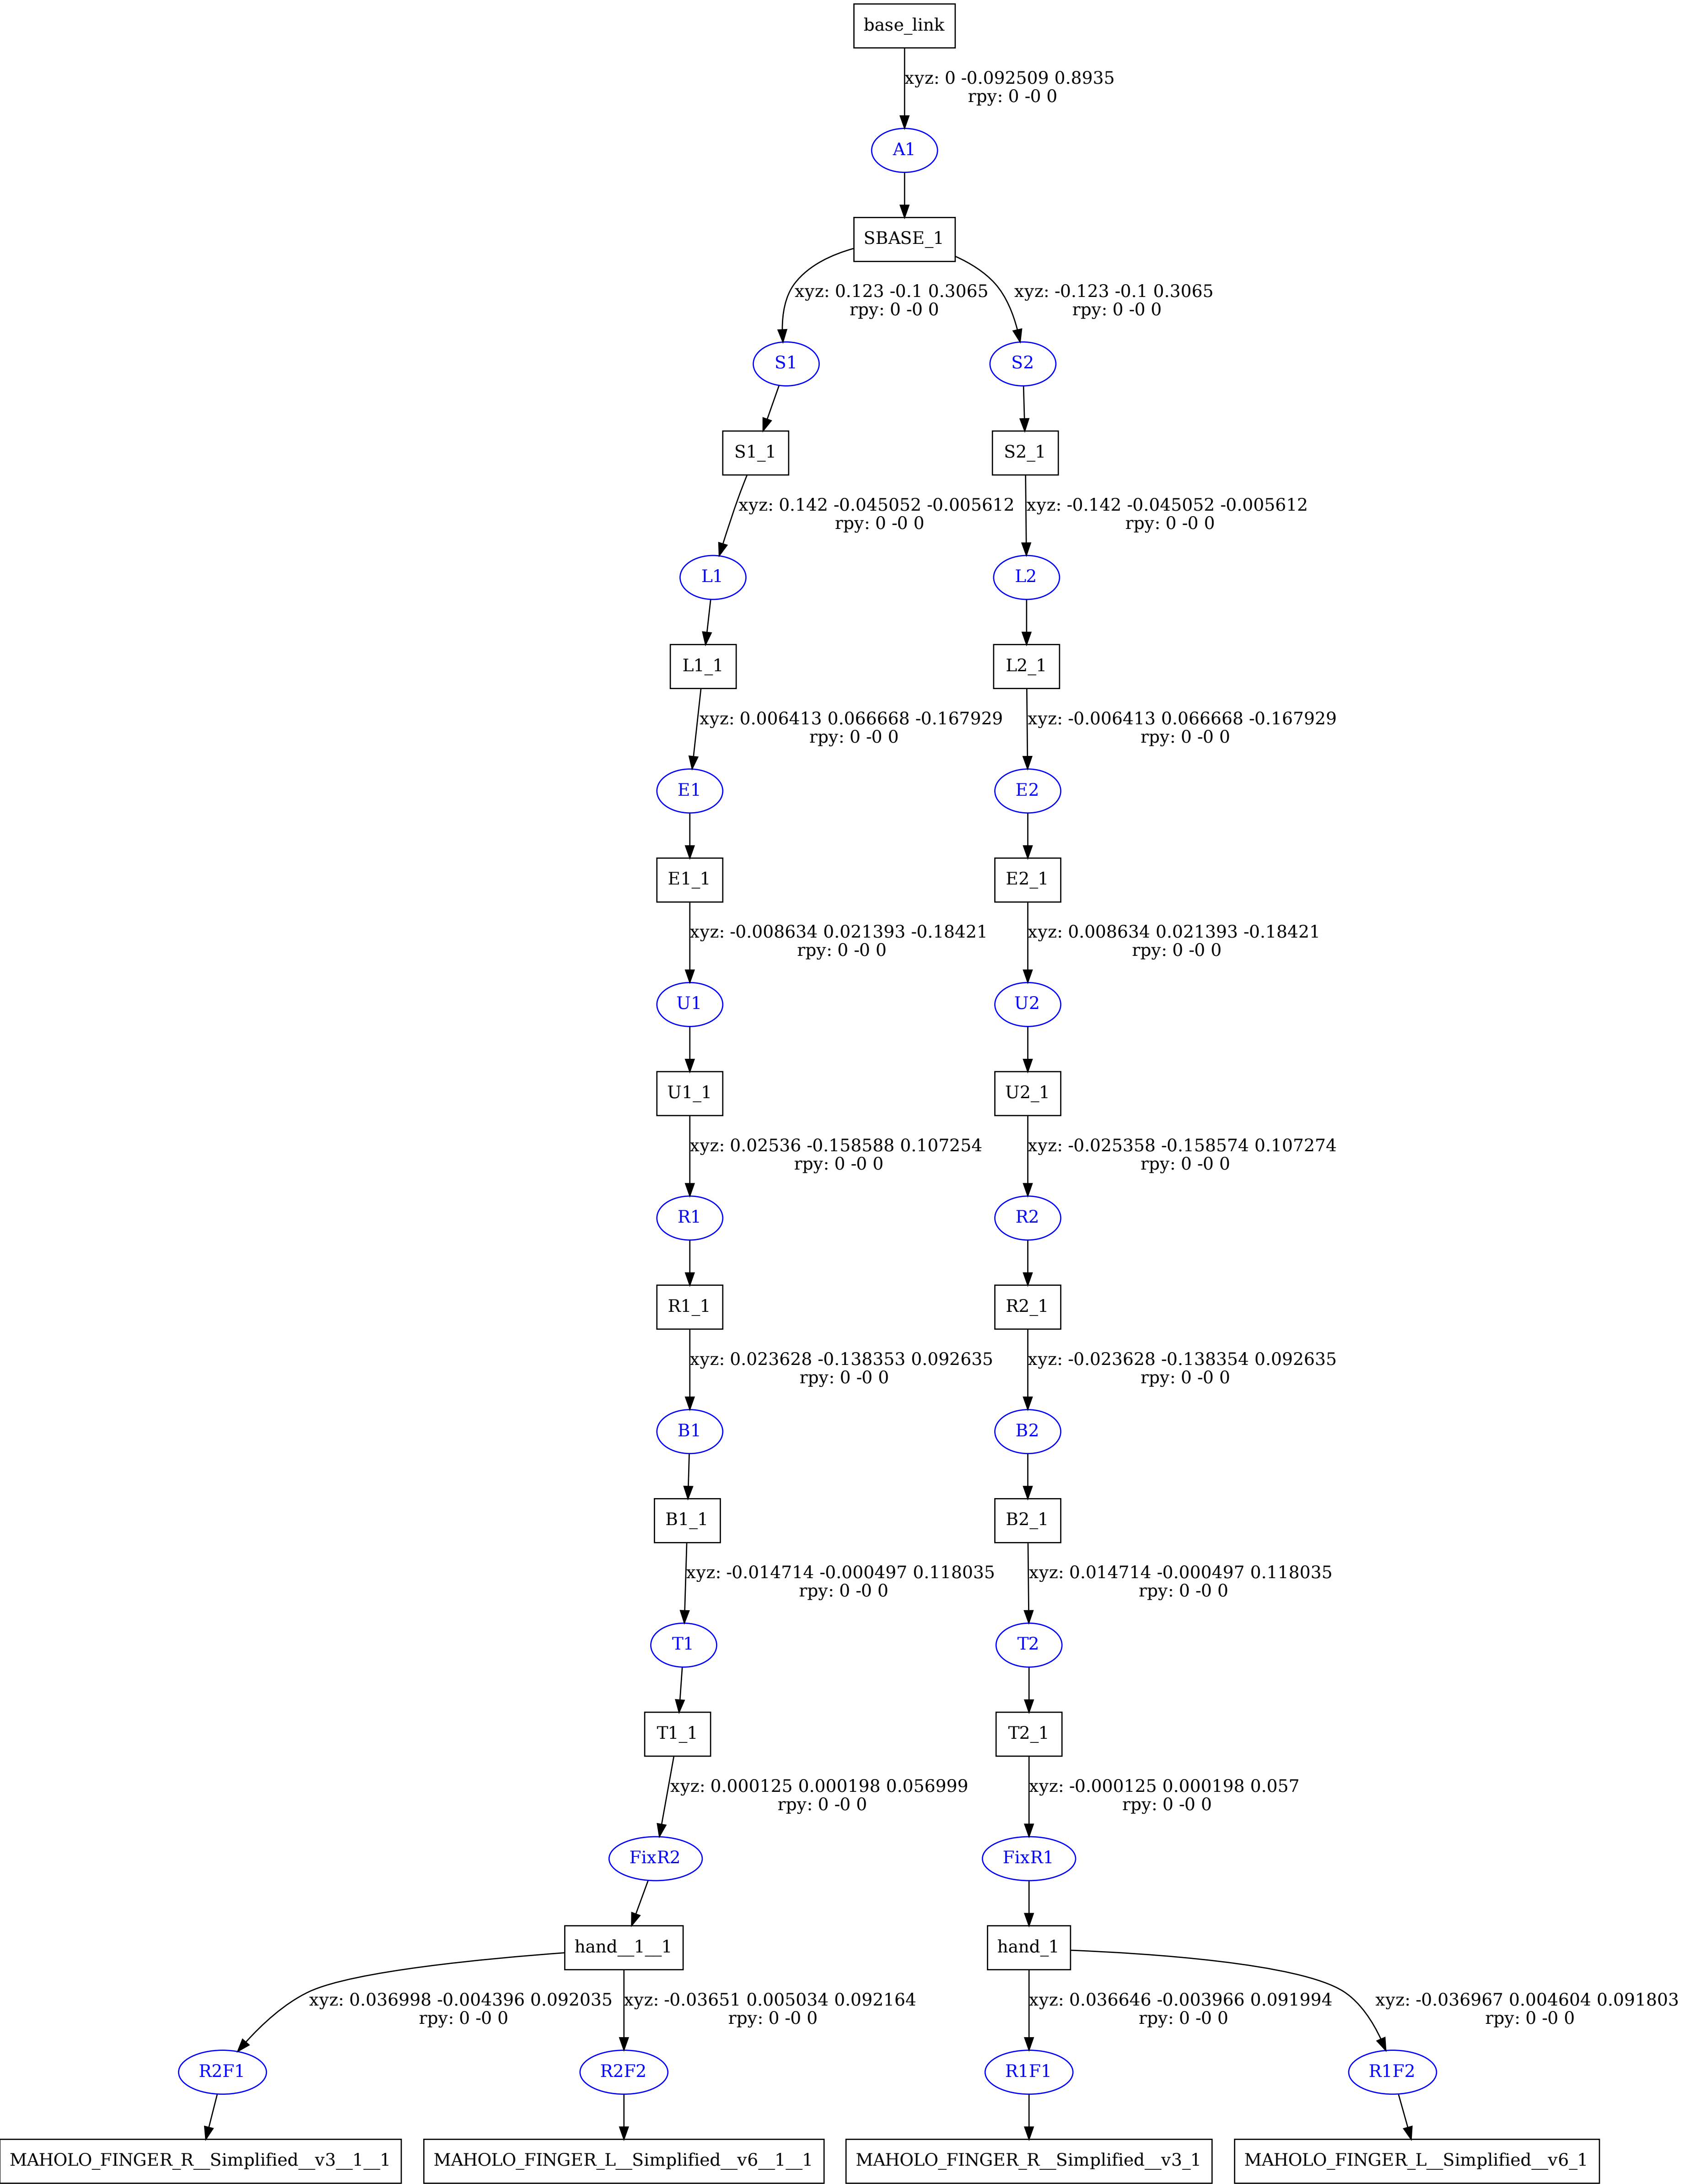 base_link
xyz: 0 -0.092509 0.8935
rpy: 0 -0 0
A1
SBASE_1
xyz: 0.123 -0.1 0.3065
rpy: 0 -0 0
xyz: -0.123 -0.1 0.3065
rpy: 0 -0 0
S1
S2
S1_1
S2_1
xyz: 0.142 -0.045052 -0.005612
rpy: 0 -0 0
xyz: -0.142 -0.045052 -0.005612
rpy: 0 -0 0
L1
L2
L1_1
L2_1
xyz: 0.006413 0.066668 -0.167929
rpy: 0 -0 0
xyz: -0.006413 0.066668 -0.167929
rpy: 0 -0 0
E1
E2
E1_1
E2_1
xyz: -0.008634 0.021393 -0.18421
rpy: 0 -0 0
xyz: 0.008634 0.021393 -0.18421
rpy: 0 -0 0
U1
U2
U1_1
U2_1
xyz: 0.02536 -0.158588 0.107254
rpy: 0 -0 0
xyz: -0.025358 -0.158574 0.107274
rpy: 0 -0 0
R1
R2
R1_1
R2_1
xyz: 0.023628 -0.138353 0.092635
rpy: 0 -0 0
xyz: -0.023628 -0.138354 0.092635
rpy: 0 -0 0
B1
B2
B1_1
B2_1
xyz: -0.014714 -0.000497 0.118035
rpy: 0 -0 0
xyz: 0.014714 -0.000497 0.118035
rpy: 0 -0 0
T1
T2
T1_1
T2_1
xyz: 0.000125 0.000198 0.056999
rpy: 0 -0 0
xyz: -0.000125 0.000198 0.057
rpy: 0 -0 0
FixR2
FixR1
hand__1__1
hand_1
xyz: 0.036998 -0.004396 0.092035
rpy: 0 -0 0
xyz: -0.03651 0.005034 0.092164
rpy: 0 -0 0
xyz: 0.036646 -0.003966 0.091994
rpy: 0 -0 0
xyz: -0.036967 0.004604 0.091803
rpy: 0 -0 0
R2F1
R2F2
R1F1
R1F2
MAHOLO_FINGER_R__Simplified__v3__1__1
MAHOLO_FINGER_L__Simplified__v6__1__1
MAHOLO_FINGER_R__Simplified__v3_1
MAHOLO_FINGER_L__Simplified__v6_1